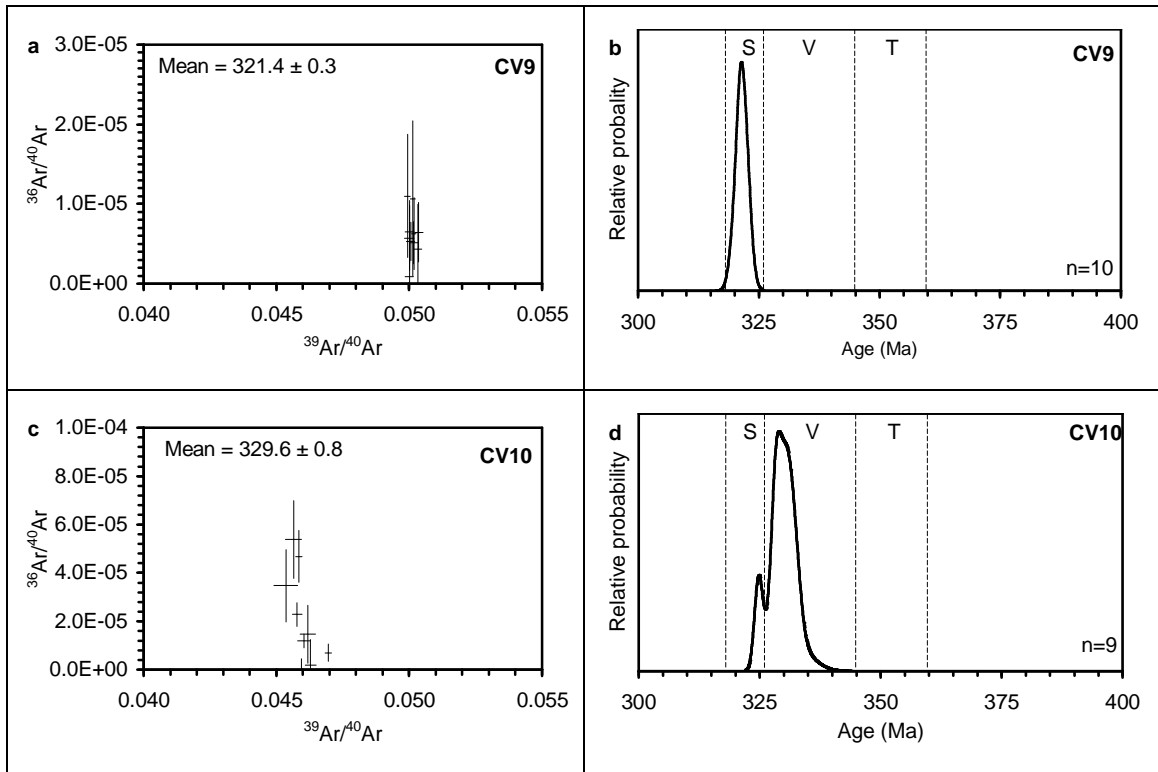 a
Mean = 321.4 ± 0.3
CV9
3.0E-05
2.0E-05
1.0E-05
0.0E+00
³⁶Ar/⁴⁰Ar
0.040 0.045 0.050 0.055
³⁹Ar/⁴⁰Ar
b
S V T
CV9
Relative probality
n=10
300 325 350 375 400
Age (Ma)
c
Mean = 329.6 ± 0.8
CV10
1.0E-04
8.0E-05
6.0E-05
4.0E-05
2.0E-05
0.0E+00
³⁶Ar/⁴⁰Ar
0.040 0.045 0.050 0.055
³⁹Ar/⁴⁰Ar
d
S V T
CV10
Relative probability
n=9
300 325 350 375 400
Age (Ma)